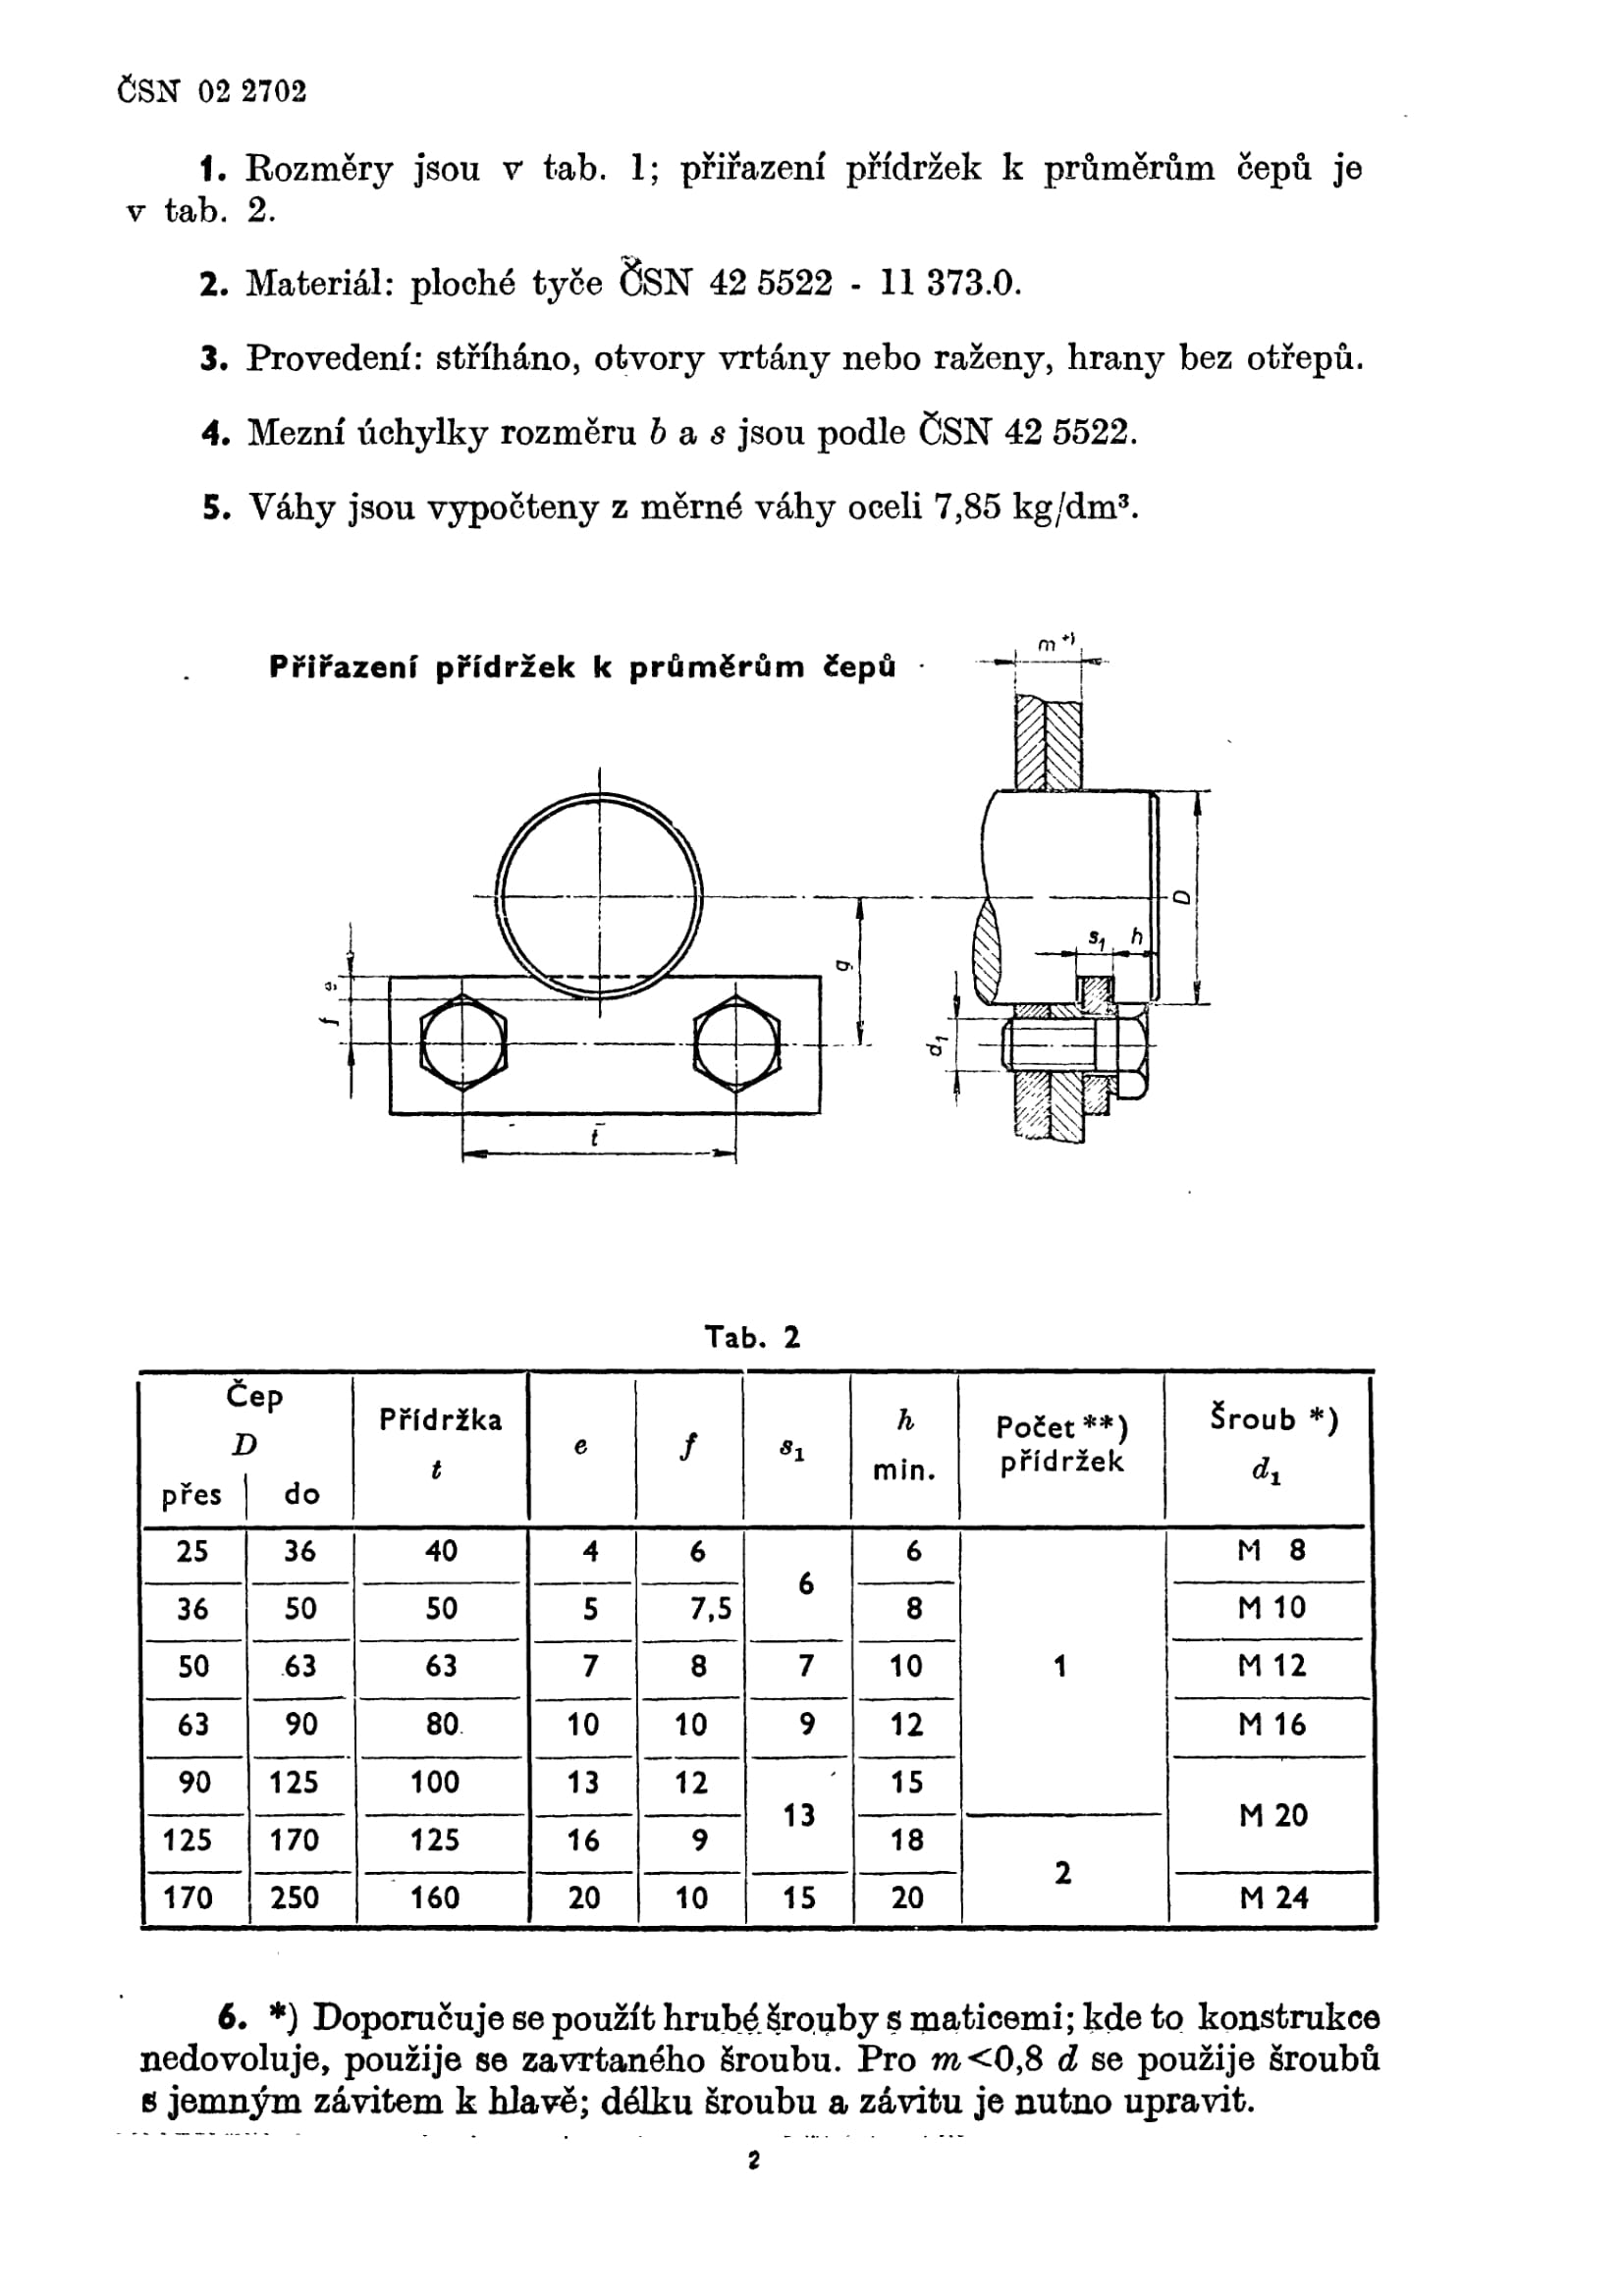 ČSN 02 2702
1. Rozměry jsou v tab. 1; přiřazení přídržek k průměrům čepů je
v tab. 2.
2. Materiál: ploché tyče ČSN 42 5522 - 11 373.0.
3. Provedení: stříháno, otvory vrtány nebo raženy, hrany bez otřepů.
4. Mezní úchylky rozměru b a s jsou podle ČSN 42 5522.
5. Váhy jsou vypočteny z měrné váhy oceli 7,85 kg/dm³.
Přiřazení přídržek k průměrům čepů
m +)
D
s₁ h
g
e
f
d₁
t
Tab. 2
Čep Přídržka e f s₁ h Počet **) Šroub *)
D t min. přídržek d₁
přes do
25 36 40 4 6 6 6 1 M 8
36 50 50 5 7,5 8 M 10
50 63 63 7 8 7 10 M 12
63 90 80 10 10 9 12 M 16
90 125 100 13 12 13 15 M 20
125 170 125 16 9 18 2
170 250 160 20 10 15 20 M 24
6. *) Doporučuje se použít hrubé šrouby s maticemi; kde to konstrukce
nedovoluje, použije se zavrtaného šroubu. Pro m<0,8 d se použije šroubů
s jemným závitem k hlavě; délku šroubu a závitu je nutno upravit.
2